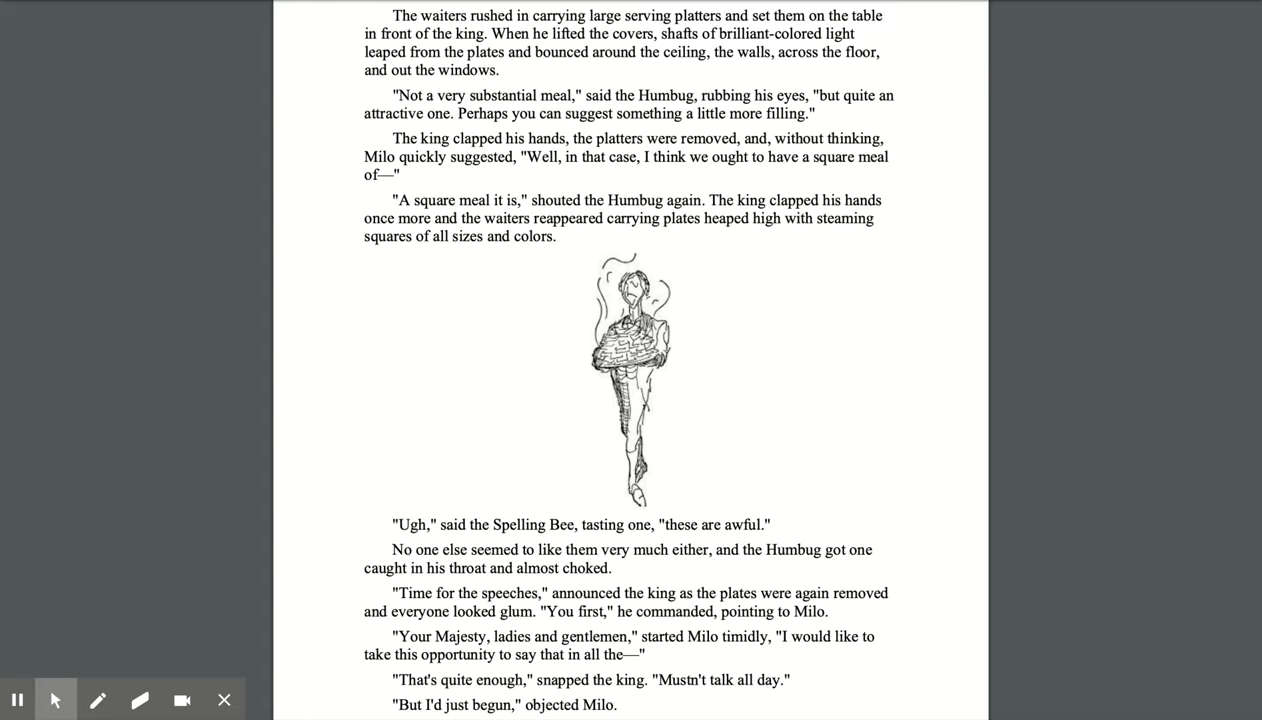 The waiters rushed in carrying large serving platters and set them on the table
in front of the king. When he lifted the covers, shafts of brilliant-colored light
leaped from the plates and bounced around the ceiling, the walls, across the floor,
and out the windows.
"Not a very substantial meal," said the Humbug, rubbing his eyes, "but quite an
attractive one. Perhaps you can suggest something a little more filling."
The king clapped his hands, the platters were removed, and, without thinking,
Milo quickly suggested, "Well, in that case, I think we ought to have a square meal
of—"
"A square meal it is," shouted the Humbug again. The king clapped his hands
once more and the waiters reappeared carrying plates heaped high with steaming
squares of all sizes and colors.
"Ugh," said the Spelling Bee, tasting one, "these are awful."
No one else seemed to like them very much either, and the Humbug got one
caught in his throat and almost choked.
"Time for the speeches," announced the king as the plates were again removed
and everyone looked glum. "You first," he commanded, pointing to Milo.
"Your Majesty, ladies and gentlemen," started Milo timidly, "I would like to
take this opportunity to say that in all the—"
"That's quite enough," snapped the king. "Mustn't talk all day."
"But I'd just begun," objected Milo.